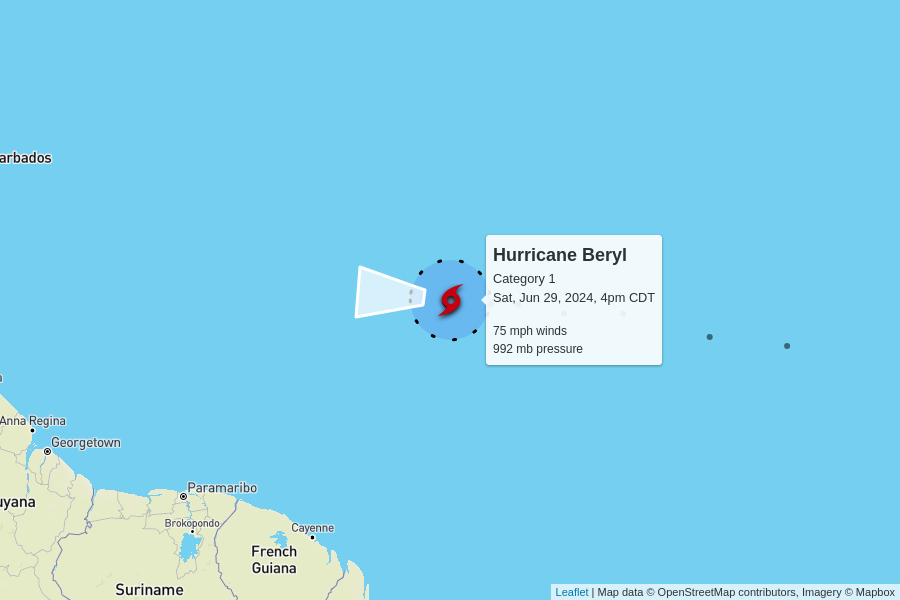 arbados
Hurricane Beryl
Category 1
Sat, Jun 29, 2024, 4pm CDT
75 mph winds
992 mb pressure
Anna Regina
Georgetown
uyana
Paramaribo
Brokopondo
Cayenne
French
Guiana
Suriname
Leaflet | Map data © OpenStreetMap contributors, Imagery © Mapbox